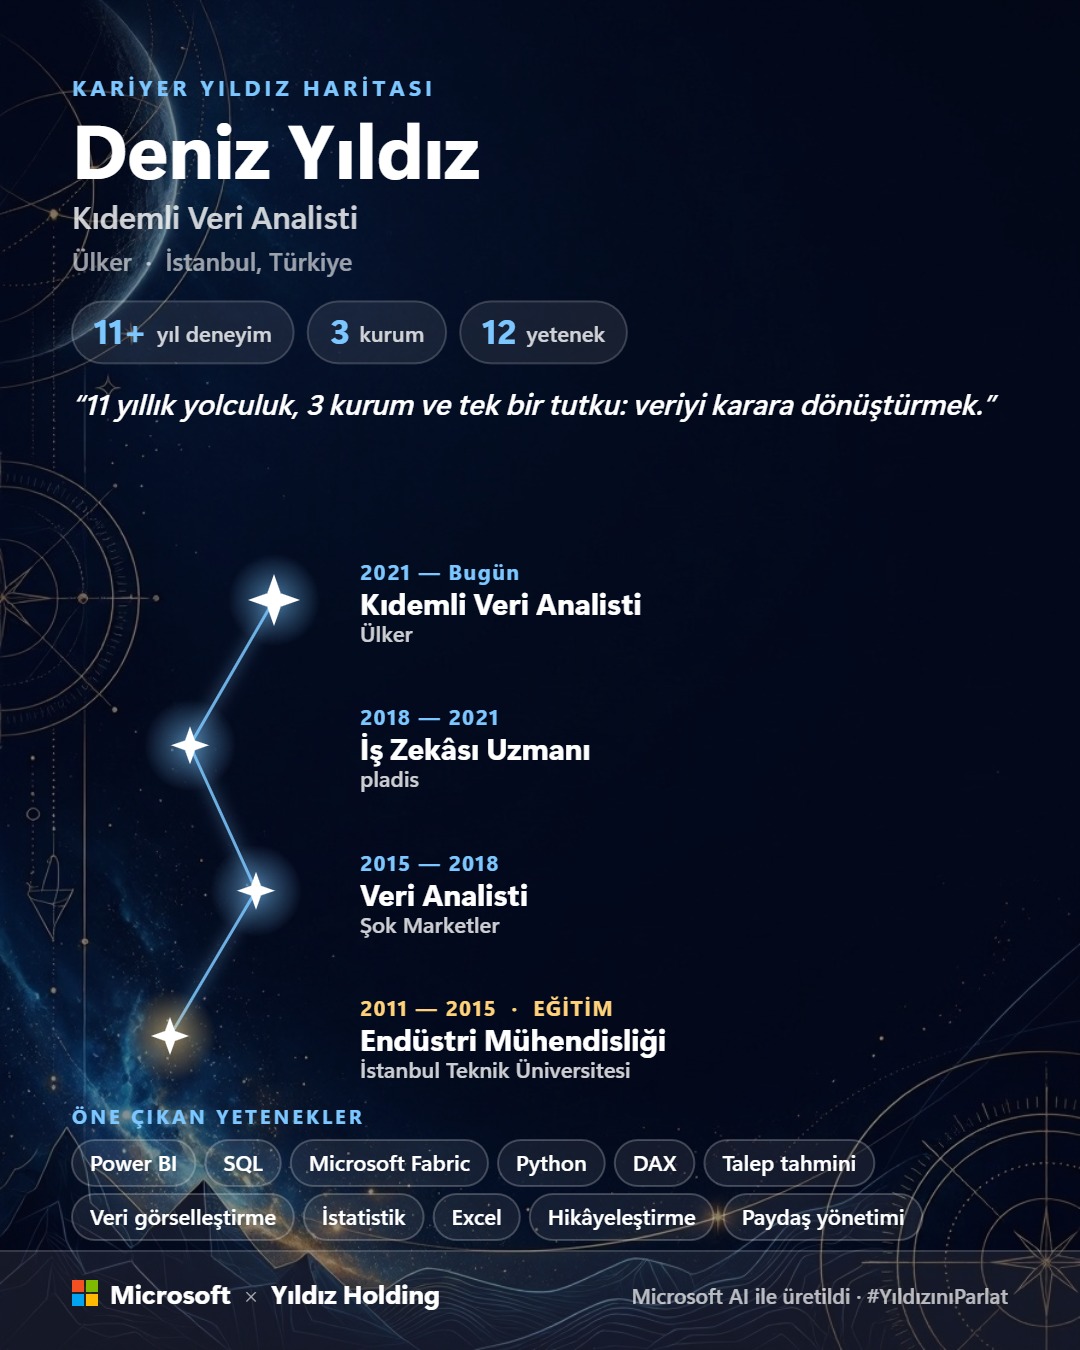 KARİYER YILDIZ HARİTASI
Deniz Yıldız
Kıdemli Veri Analisti
Ülker · İstanbul, Türkiye
11+ yıl deneyim 3 kurum 12 yetenek
“11 yıllık yolculuk, 3 kurum ve tek bir tutku: veriyi karara dönüştürmek.”
2021 — Bugün
Kıdemli Veri Analisti
Ülker
2018 — 2021
İş Zekâsı Uzmanı
pladis
2015 — 2018
Veri Analisti
Şok Marketler
2011 — 2015 · EĞİTİM
Endüstri Mühendisliği
İstanbul Teknik Üniversitesi
ÖNE ÇIKAN YETENEKLER
Power BI SQL Microsoft Fabric Python DAX Talep tahmini
Veri görselleştirme İstatistik Excel Hikâyeleştirme Paydaş yönetimi
Microsoft × Yıldız Holding Microsoft AI ile üretildi · #YıldızınıParlat